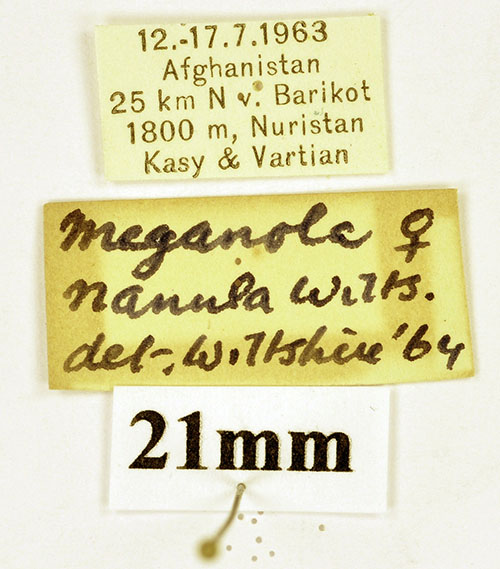 12.-17.7.1963
Afghanistan
25 km N v. Barikot
1800 m, Nuristan
Kasy & Vartian
Meganola ♀
nanula Wilts.
det. Wiltshire '64
21mm